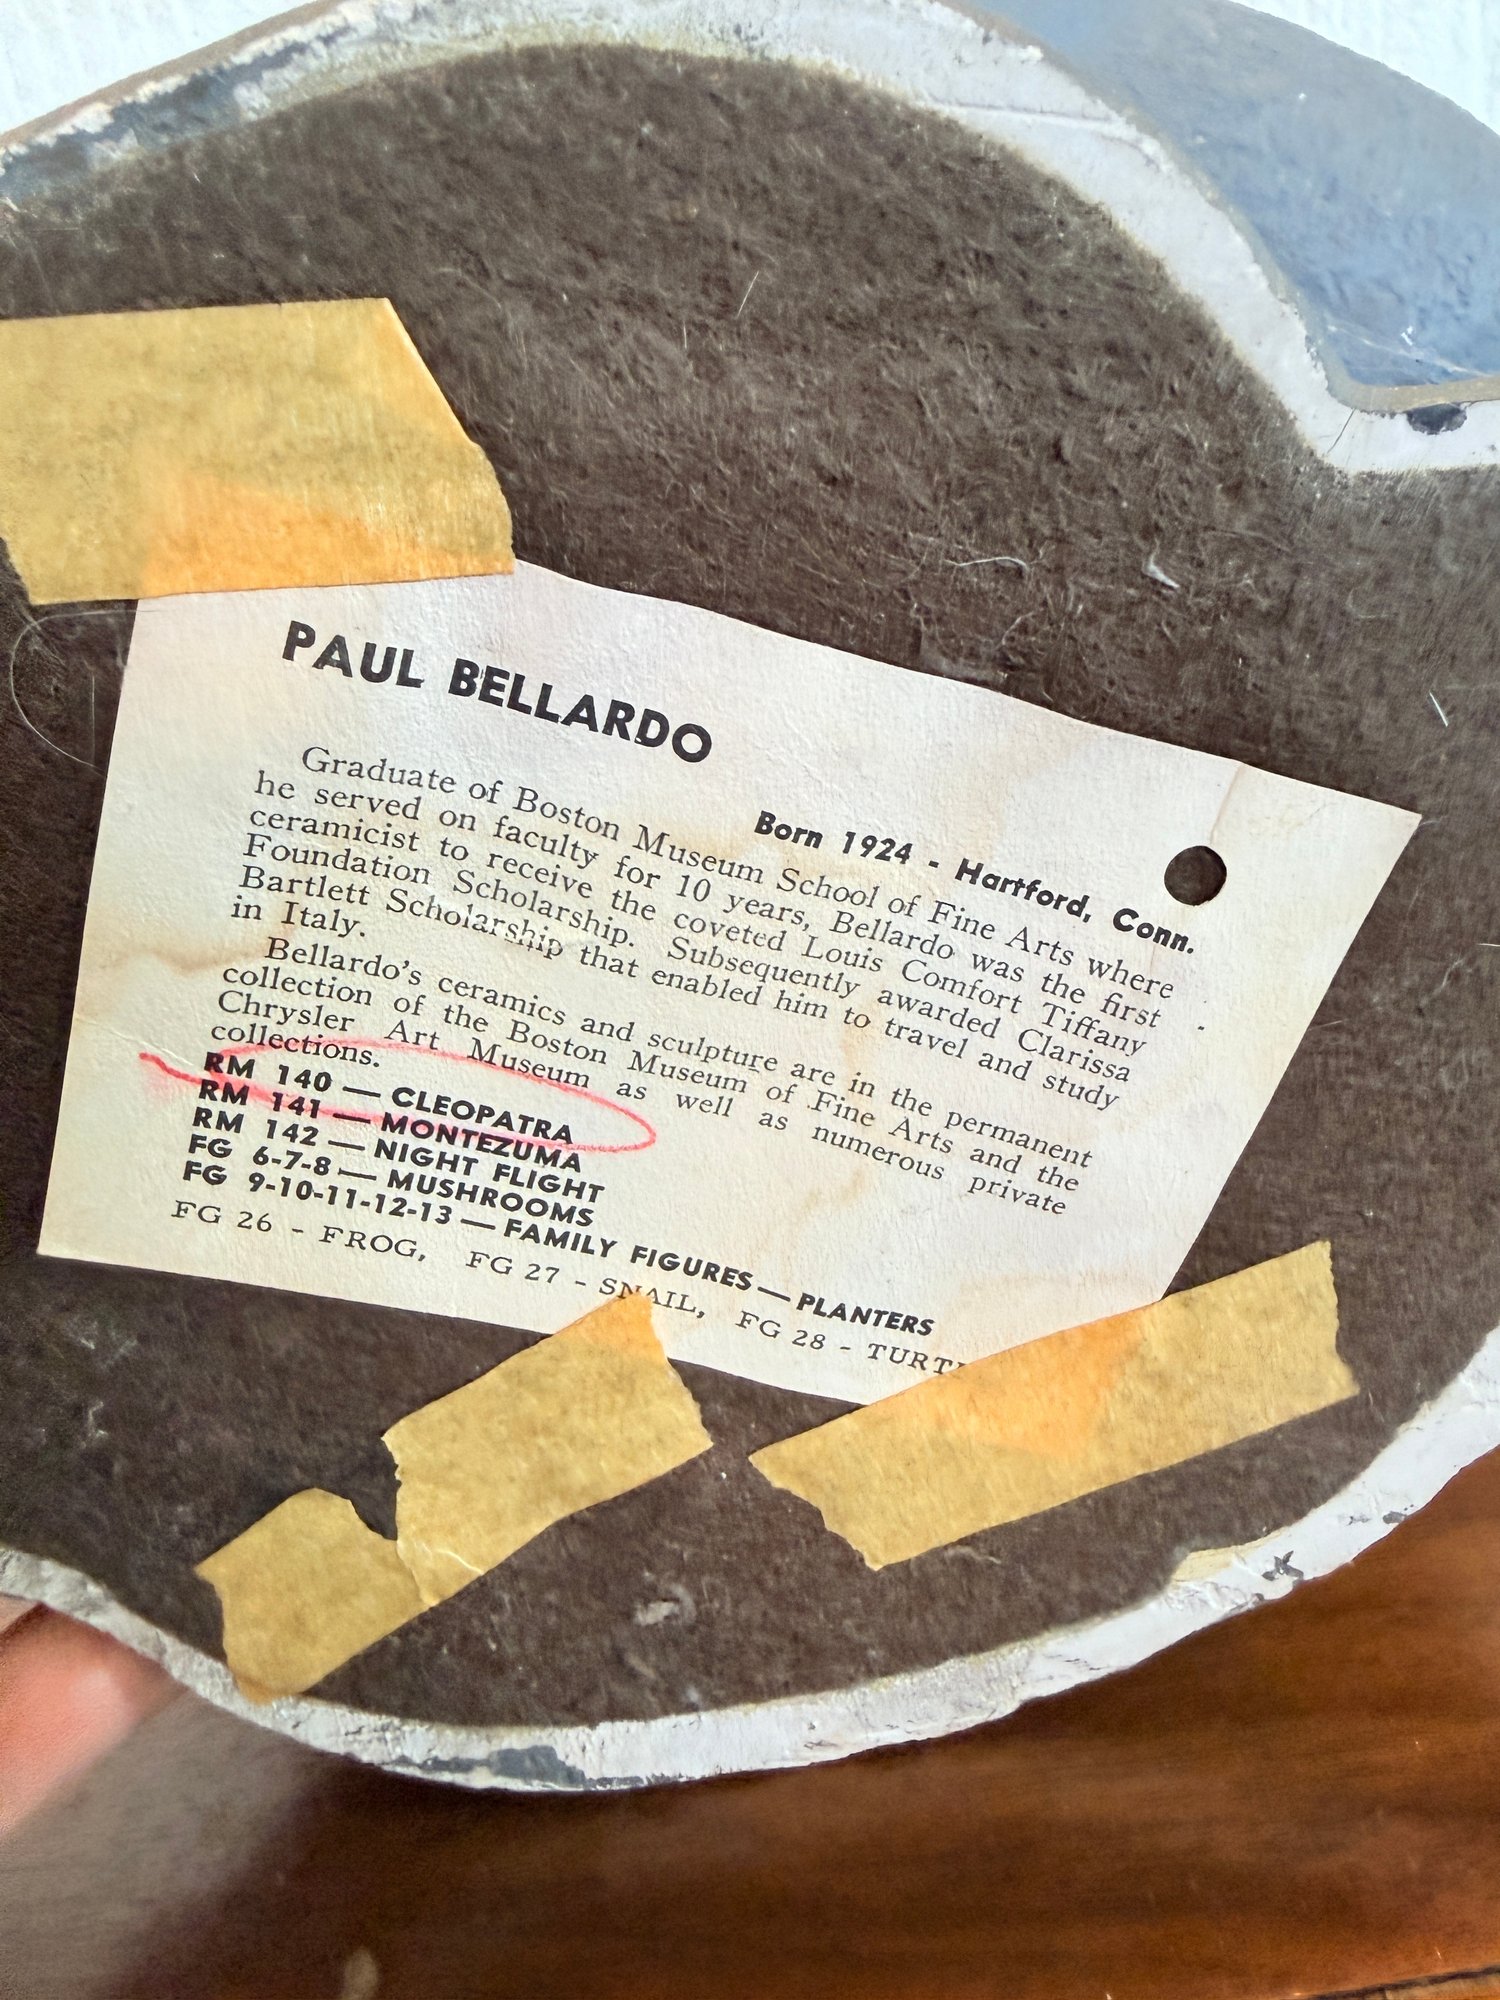 PAUL BELLARDO
Born 1924 - Hartford, Conn.
Graduate of Boston Museum School of Fine Arts where
he served on faculty for 10 years, Bellardo was the first
ceramicist to receive the coveted Louis Comfort Tiffany
Foundation Scholarship. Subsequently awarded Clarissa
Bartlett Scholarship that enabled him to travel and study
in Italy.
Bellardo's ceramics and sculpture are in the permanent
collection of the Boston Museum of Fine Arts and the
Chrysler Art Museum as well as numerous private
collections.
RM 140 — CLEOPATRA
RM 141 — MONTEZUMA
RM 142 — NIGHT FLIGHT
FG 6-7-8 — MUSHROOMS
FG 9-10-11-12-13 — FAMILY FIGURES — PLANTERS
FG 26 - FROG, FG 27 - SNAIL, FG 28 -